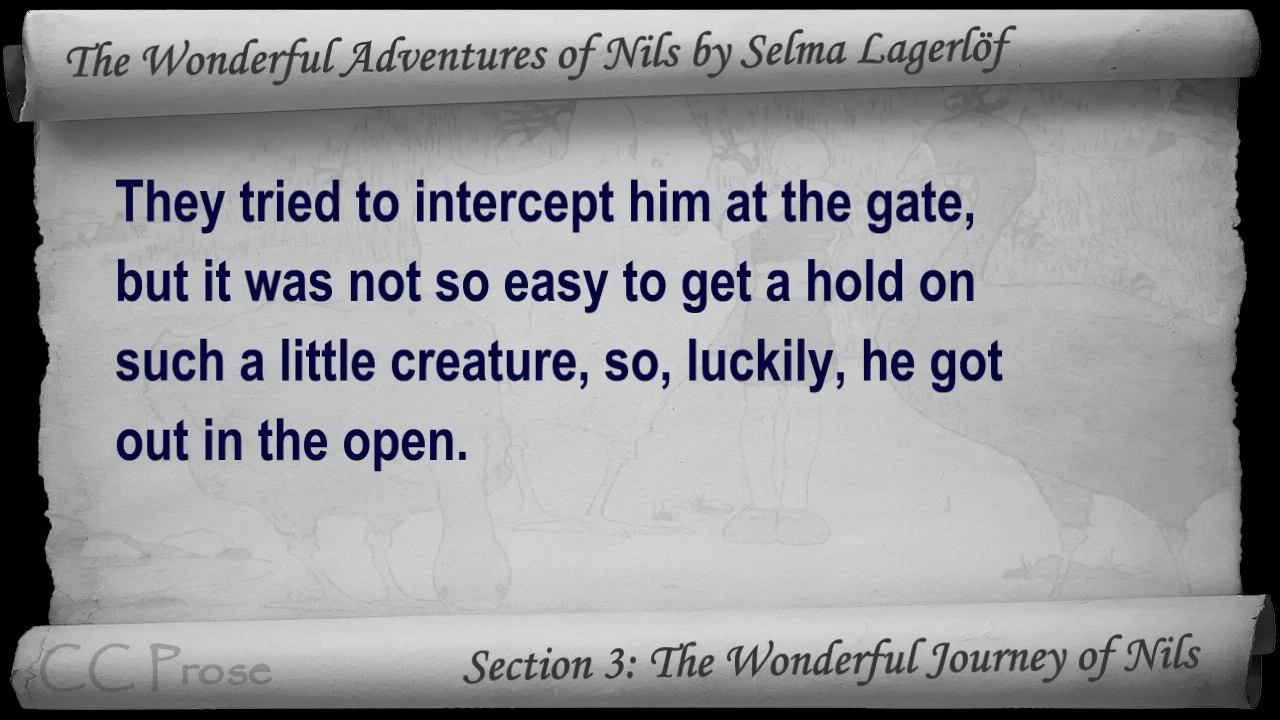 The Wonderful Adventures of Nils by Selma Lagerlöf
They tried to intercept him at the gate,
but it was not so easy to get a hold on
such a little creature, so, luckily, he got
out in the open.
CC Prose
Section 3: The Wonderful Journey of Nils